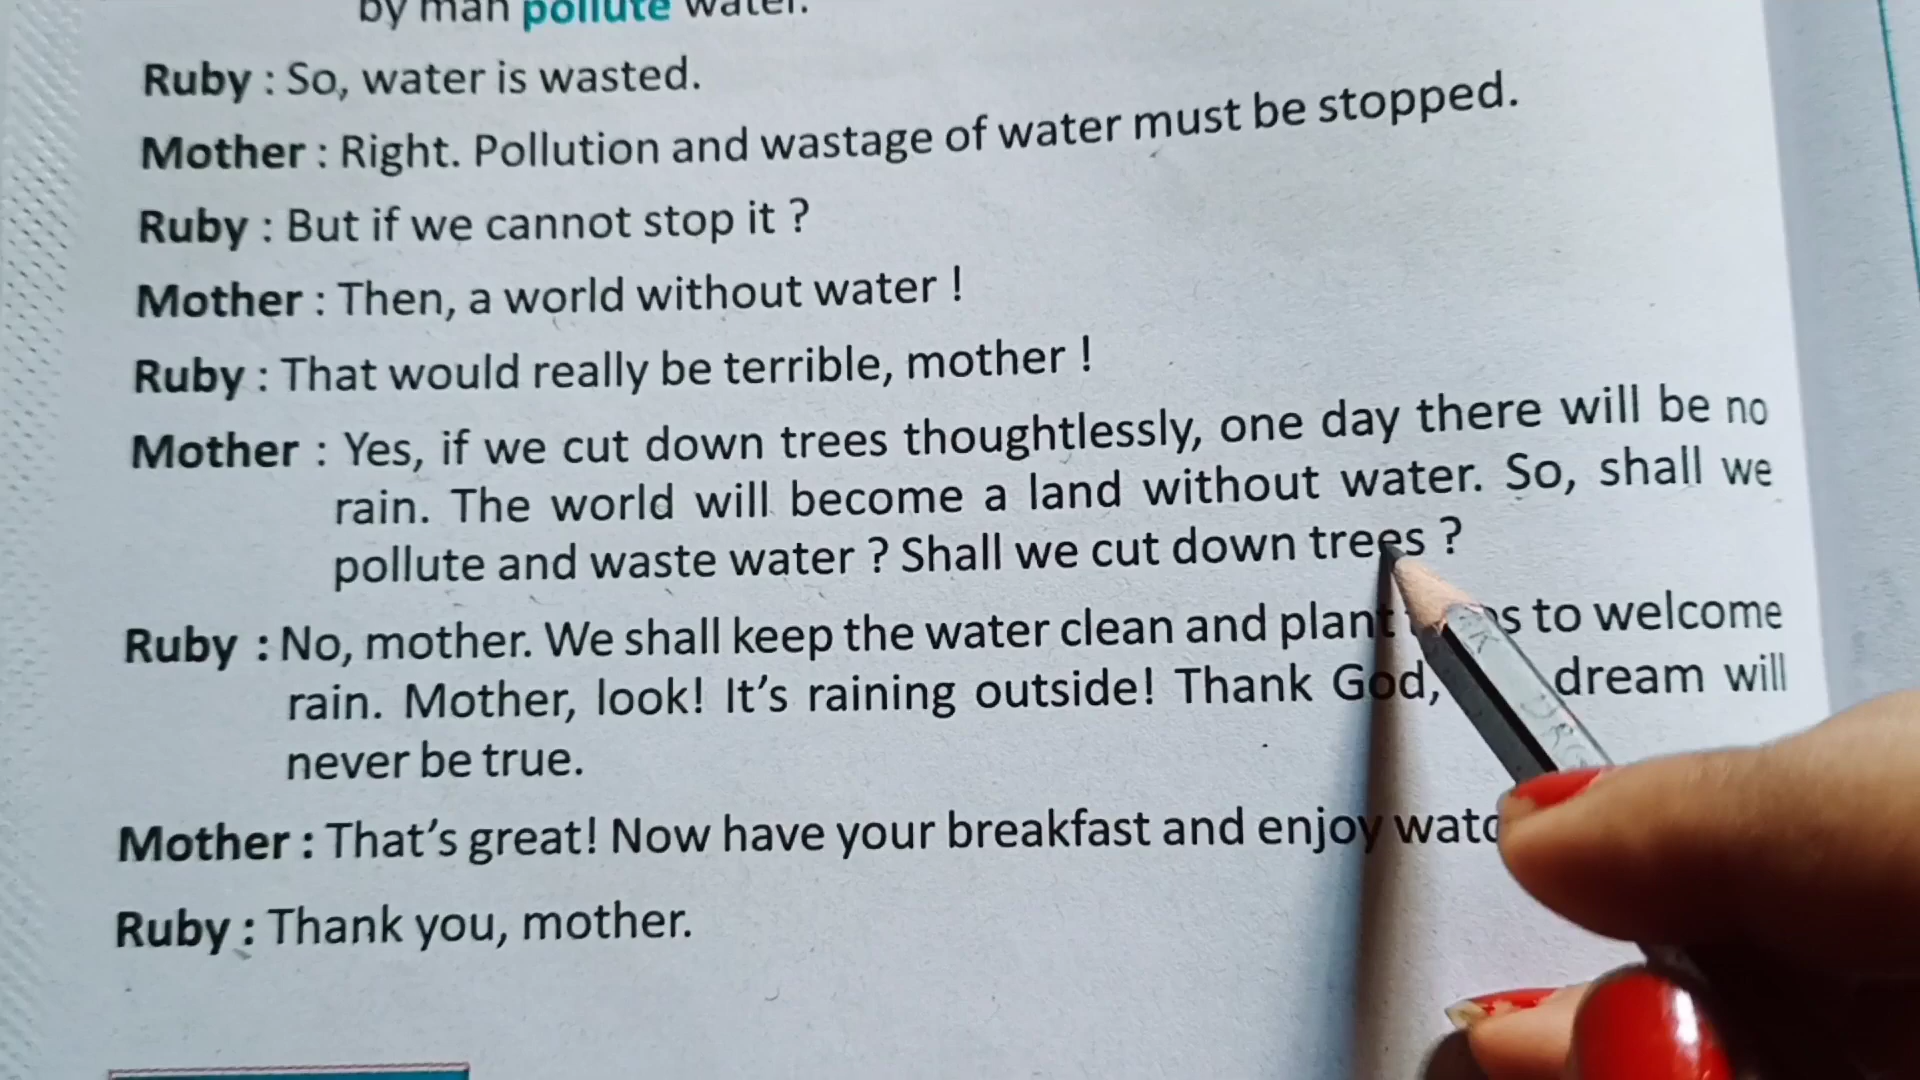 by man pollute water.
Ruby : So, water is wasted.
Mother : Right. Pollution and wastage of water must be stopped.
Ruby : But if we cannot stop it ?
Mother : Then, a world without water !
Ruby : That would really be terrible, mother !
Mother : Yes, if we cut down trees thoughtlessly, one day there will be no
rain. The world will become a land without water. So, shall we
pollute and waste water ? Shall we cut down trees ?
Ruby : No, mother. We shall keep the water clean and plant to welcome
rain. Mother, look! It's raining outside! Thank God, dream will
never be true.
Mother : That's great! Now have your breakfast and enjoy
Ruby : Thank you, mother.